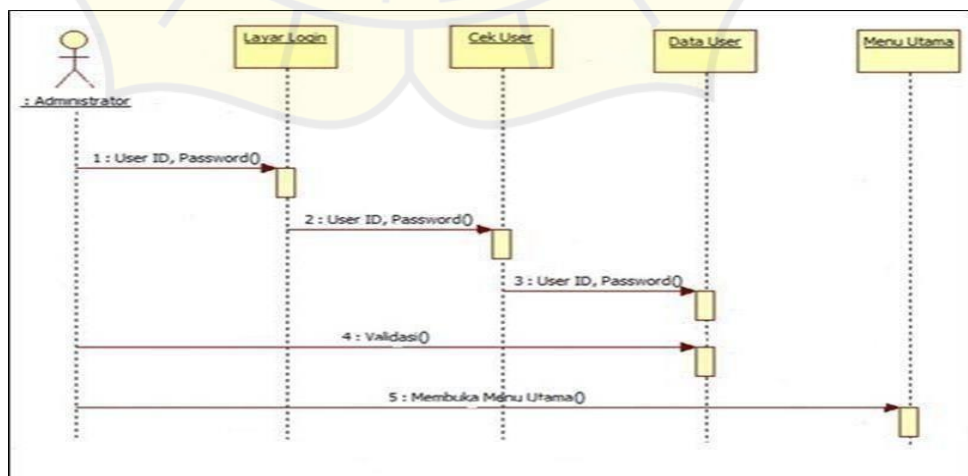 Layar Login
Cek User
Data User
Menu Utama
: Administrator
1 : User ID, Password()
2 : User ID, Password()
3 : User ID, Password()
4 : Validasi()
5 : Membuka Menu Utama()